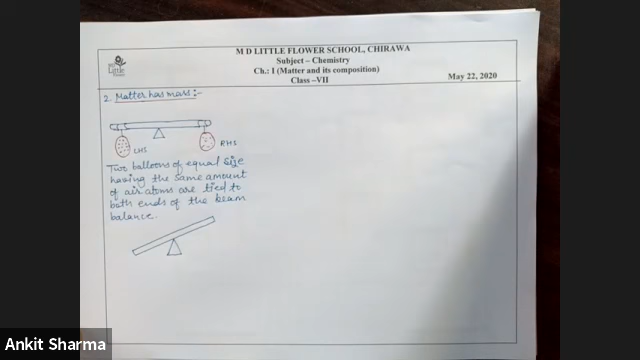 M D LITTLE FLOWER SCHOOL, CHIRAWA
Subject – Chemistry
Ch.: I (Matter and its composition)
Class –VII
May 22, 2020
Little
Flower
2. Matter has mass:-
LHS
RHS
Two balloons of equal size
having the same amount
of air atoms are tied to
both ends of the beam
balance.
Ankit Sharma